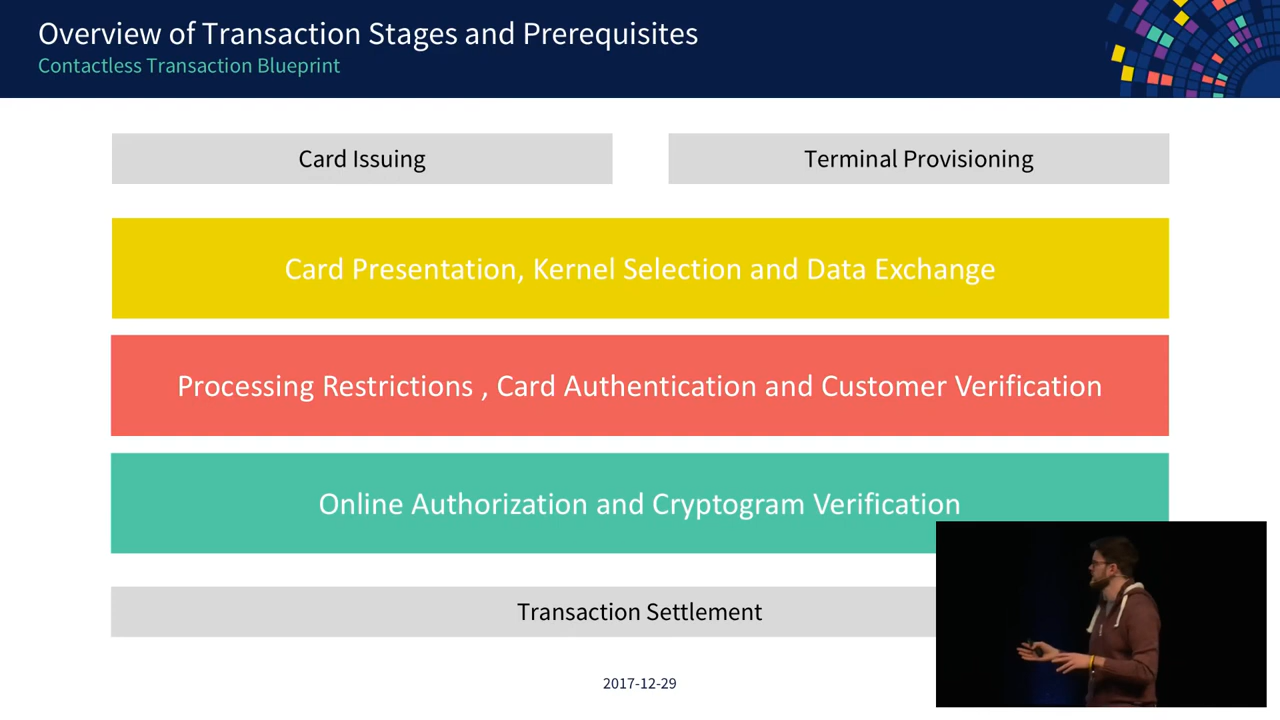 Overview of Transaction Stages and Prerequisites
Contactless Transaction Blueprint
Card Issuing
Terminal Provisioning
Card Presentation, Kernel Selection and Data Exchange
Processing Restrictions , Card Authentication and Customer Verification
Online Authorization and Cryptogram Verification
Transaction Settlement
2017-12-29